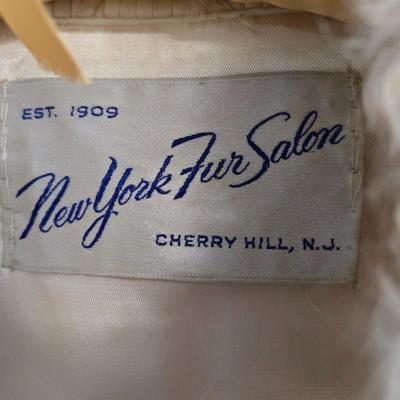 EST. 1909
New York Fur Salon
CHERRY HILL, N.J.